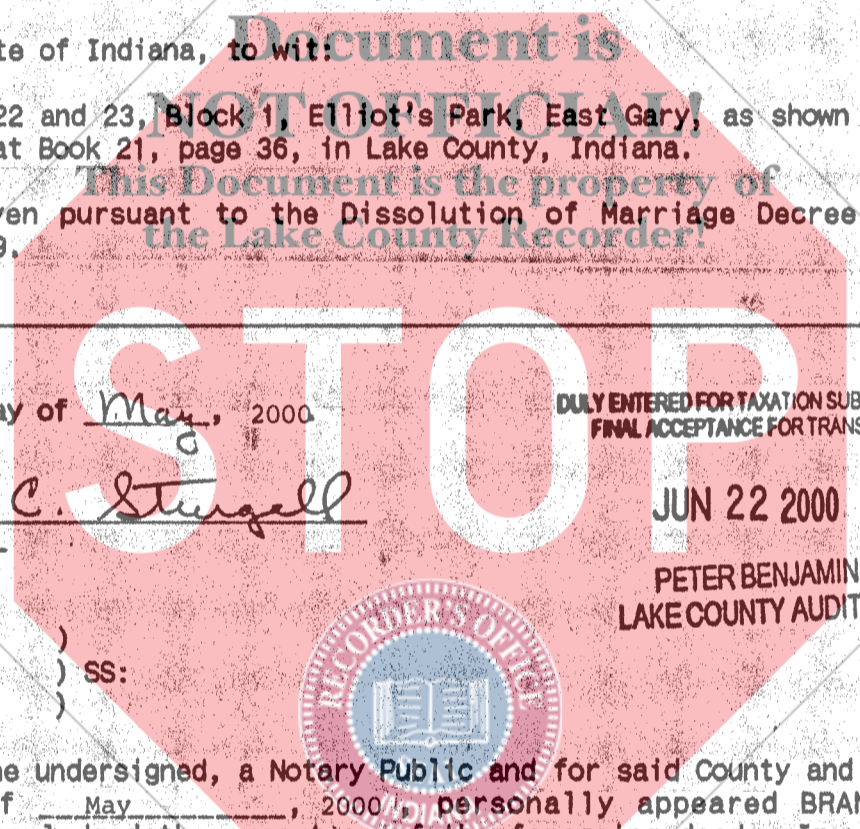 Document is
te of Indiana, to wit:
NOT OFFICIAL!
22 and 23, Block 1, Elliot's Park, East Gary, as shown
at Book 21, page 36, in Lake County, Indiana.
This Document is the property of
ven pursuant to the Dissolution of Marriage Decree
the Lake County Recorder!
9.
STOP
ay of May, 2000
DULY ENTERED FOR TAXATION SUB
FINAL ACCEPTANCE FOR TRANS
C. Sturgell
JUN 22 2000
PETER BENJAMIN
LAKE COUNTY AUDIT
)
) SS:
)
RECORDER'S OFFICE
INDIANA
he undersigned, a Notary Public and for said County and
f May, 2000, personally appeared BRAN